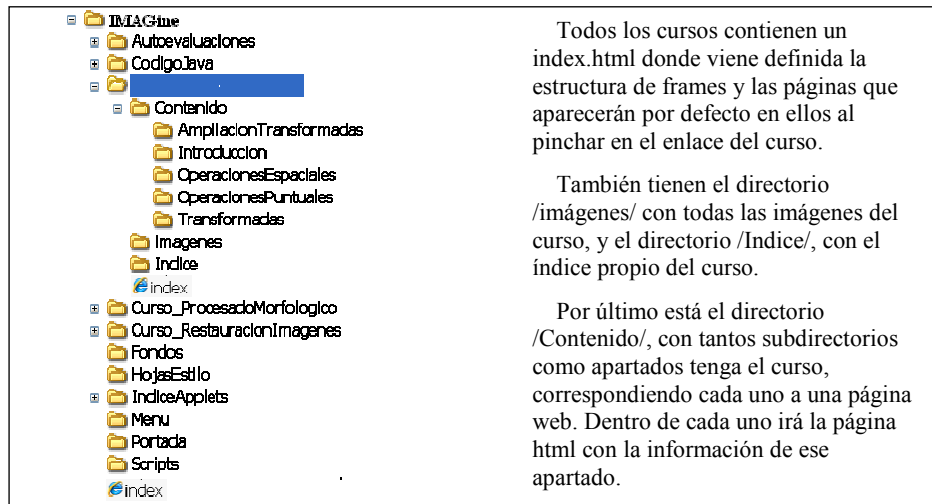 IMAGine
Autoevaluaciones
CodigoJava
Contenido
AmpliacionTransformadas
Introduccion
OperacionesEspaciales
OperacionesPuntuales
Transformadas
Imagenes
Indice
index
Curso_ProcesadoMorfologico
Curso_RestauracionImagenes
Fondos
HojasEstilo
IndiceApplets
Menu
Portada
Scripts
index
Todos los cursos contienen un
index.html donde viene definida la
estructura de frames y las páginas que
aparecerán por defecto en ellos al
pinchar en el enlace del curso.
También tienen el directorio
/imágenes/ con todas las imágenes del
curso, y el directorio /Indice/, con el
índice propio del curso.
Por último está el directorio
/Contenido/, con tantos subdirectorios
como apartados tenga el curso,
correspondiendo cada uno a una página
web. Dentro de cada uno irá la página
html con la información de ese
apartado.